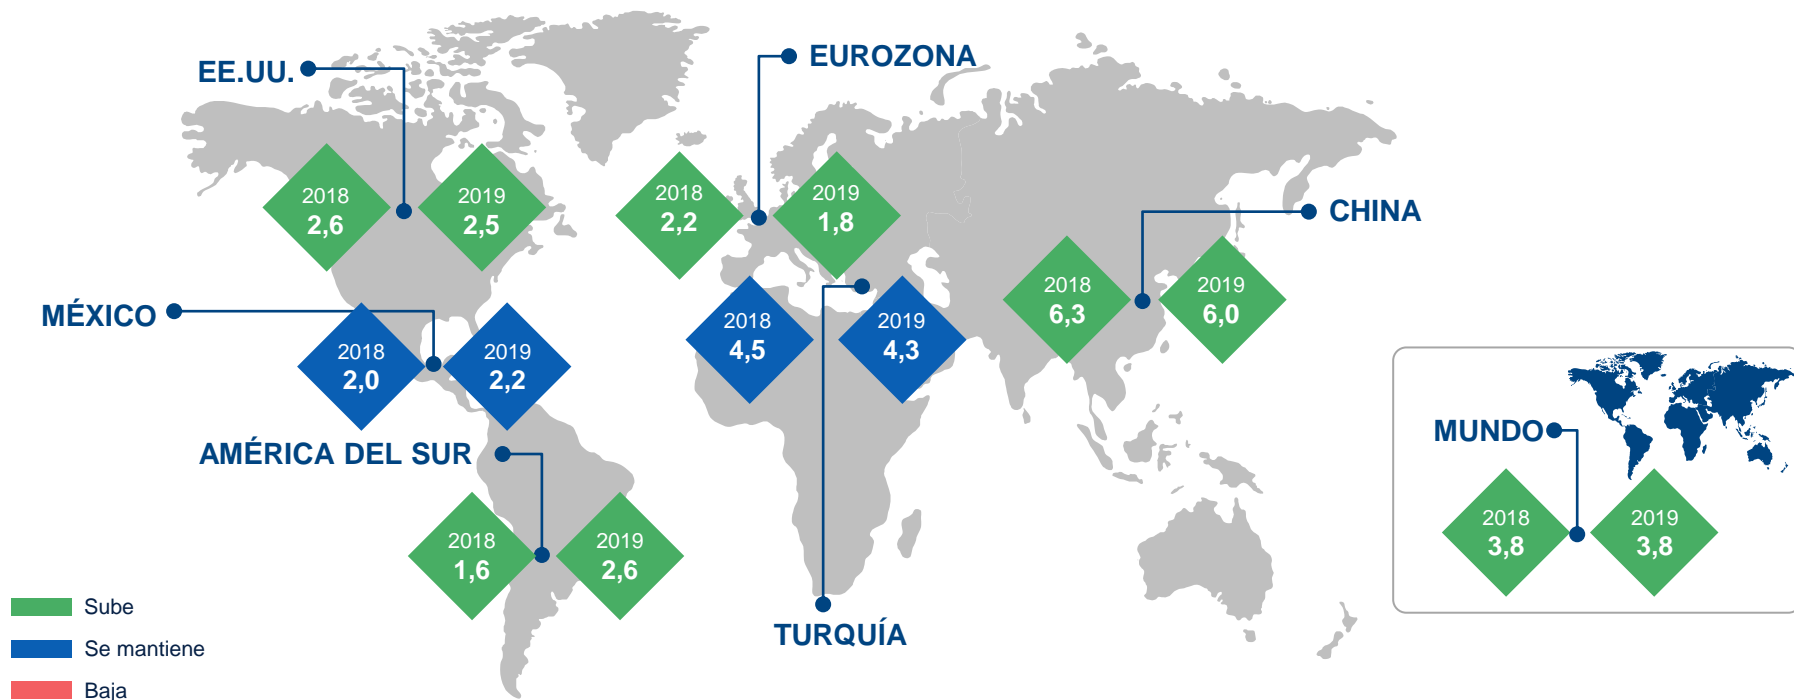 EE.UU.
2018
2,6
2019
2,5
EUROZONA
2018
2,2
2019
1,8
CHINA
2018
6,3
2019
6,0
MÉXICO
2018
2,0
2019
2,2
TURQUÍA
2018
4,5
2019
4,3
AMÉRICA DEL SUR
2018
1,6
2019
2,6
MUNDO
2018
3,8
2019
3,8
Sube
Se mantiene
Baja